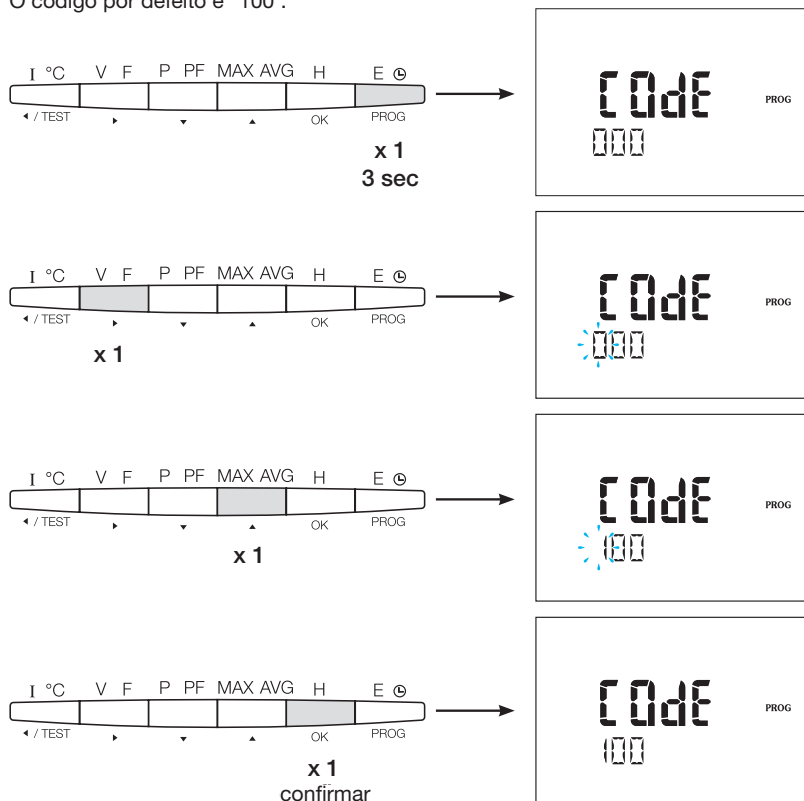 O código por defeito é "100".
I °C V F P PF MAX AVG H E
/ TEST OK PROG
x 1
3 sec
COdE
PROG
000
I °C V F P PF MAX AVG H E
/ TEST OK PROG
x 1
COdE
PROG
000
I °C V F P PF MAX AVG H E
/ TEST OK PROG
x 1
COdE
PROG
100
I °C V F P PF MAX AVG H E
/ TEST OK PROG
x 1
confirmar
COdE
PROG
100